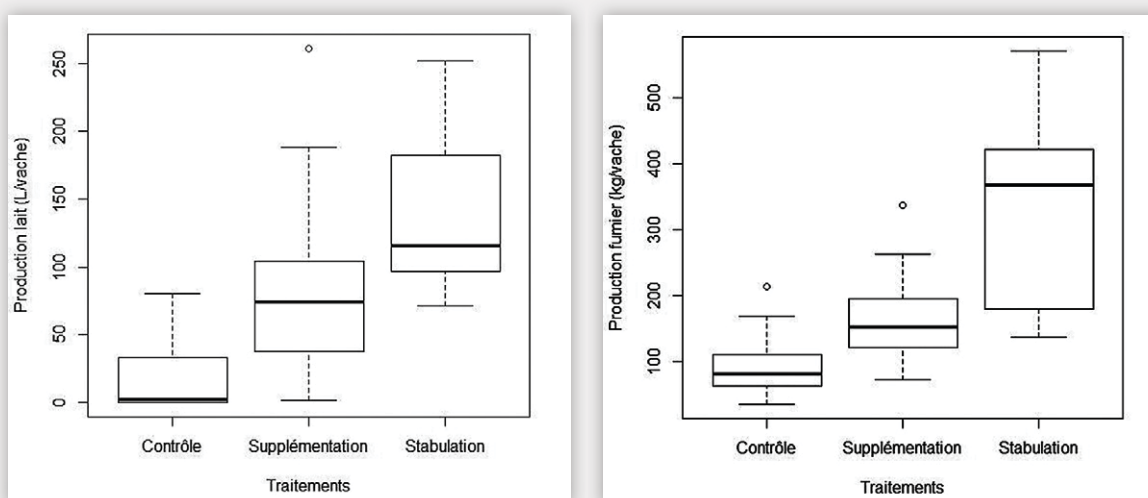 Production lait (L/vache)
250
200
150
100
50
0
Contrôle Supplémentation Stabulation
Traitements
Production fumier (kg/vache)
500
400
300
200
100
Contrôle Supplémentation Stabulation
Traitements